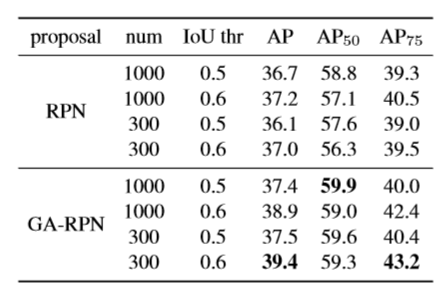 proposal num IoU thr AP AP50 AP75
1000 0.5 36.7 58.8 39.3
1000 0.6 37.2 57.1 40.5
RPN
300 0.5 36.1 57.6 39.0
300 0.6 37.0 56.3 39.5
1000 0.5 37.4 59.9 40.0
1000 0.6 38.9 59.0 42.4
GA-RPN
300 0.5 37.5 59.6 40.4
300 0.6 39.4 59.3 43.2